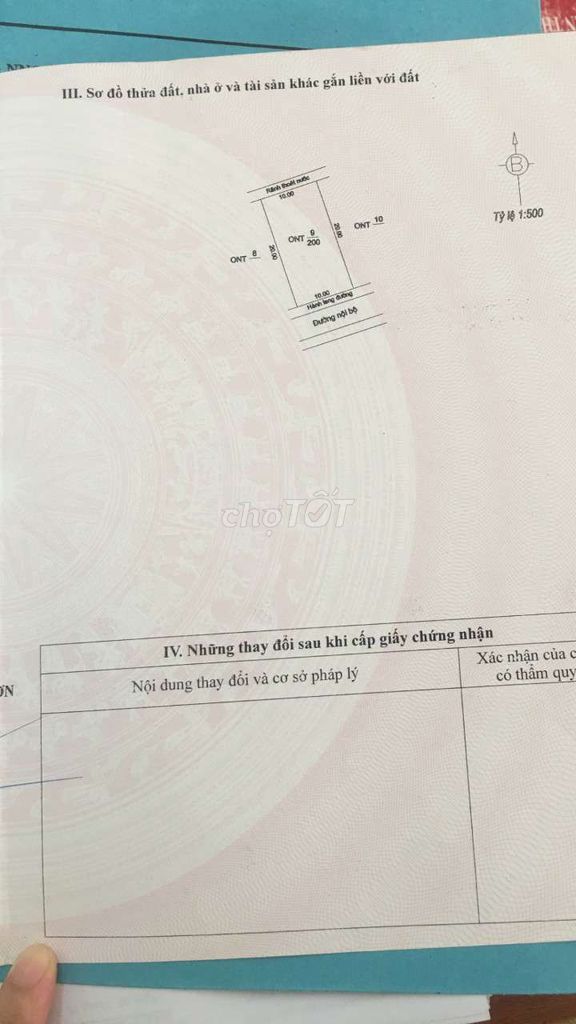 III. Sơ đồ thửa đất, nhà ở và tài sản khác gắn liền với đất
B
Tỷ lệ 1:500
Rãnh thoát nước
10.00
ONT 8
20.00
ONT 9
200
20.00
ONT 10
10.00
Hành lang đường
Đường nội bộ
chợTỐT
IV. Những thay đổi sau khi cấp giấy chứng nhận
Nội dung thay đổi và cơ sở pháp lý
Xác nhận của c
có thẩm quy
ƠN